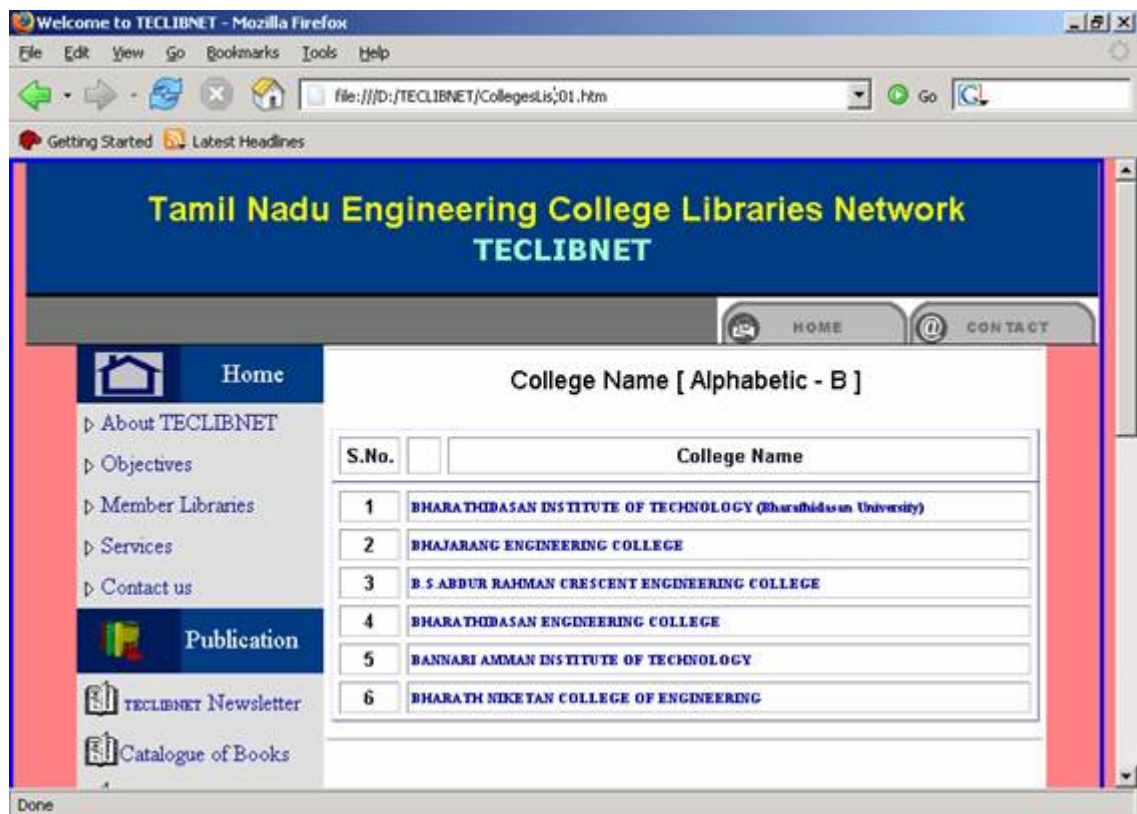 Welcome to TECLIBNET - Mozilla Firefox
File Edit View Go Bookmarks Tools Help
file:///D:/TECLIBNET/CollegesLis;01.htm Go G
Getting Started Latest Headlines
Tamil Nadu Engineering College Libraries Network
TECLIBNET
HOME @ CONTACT
Home
About TECLIBNET
Objectives
Member Libraries
Services
Contact us
Publication
TECLIBNET Newsletter
Catalogue of Books
College Name [ Alphabetic - B ]
S.No. College Name
1 BHARATHIDASAN INSTITUTE OF TECHNOLOGY (Bharathidasan University)
2 BHAJARANG ENGINEERING COLLEGE
3 B.S.ABDUR RAHMAN CRESCENT ENGINEERING COLLEGE
4 BHARATHIDASAN ENGINEERING COLLEGE
5 BANNARI AMMAN INSTITUTE OF TECHNOLOGY
6 BHARATH NIKETAN COLLEGE OF ENGINEERING
Done